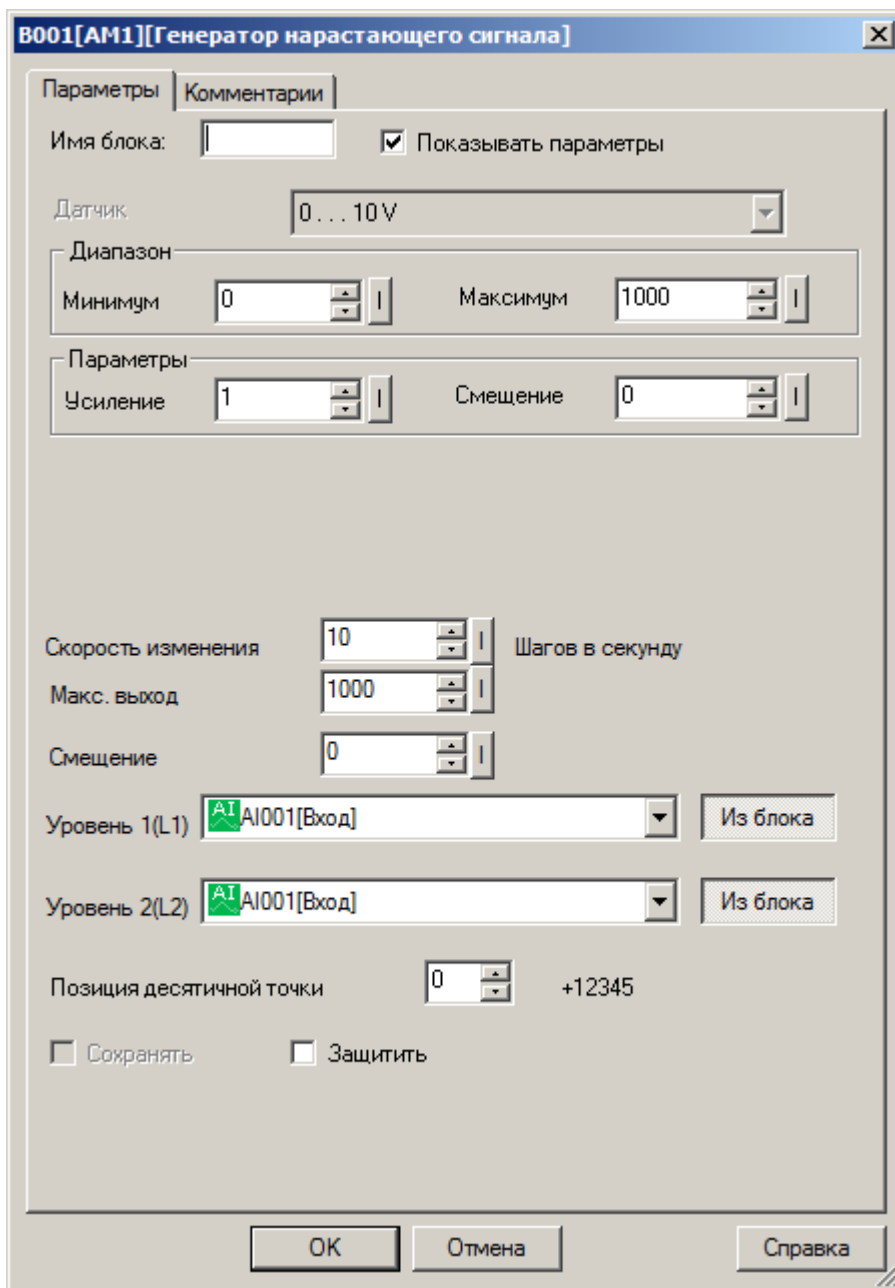 B001[AM1][Генератор нарастающего сигнала]
Параметры Комментарии
Имя блока: Показывать параметры
Датчик 0 . . . 10 V
Диапазон
Минимум 0 I Максимум 1000 I
Параметры
Усиление 1 I Смещение 0 I
Скорость изменения 10 I Шагов в секунду
Макс. выход 1000 I
Смещение 0 I
Уровень 1(L1) AI AI001[Вход] Из блока
Уровень 2(L2) AI AI001[Вход] Из блока
Позиция десятичной точки 0 +12345
Сохранять Защитить
OK Отмена Справка